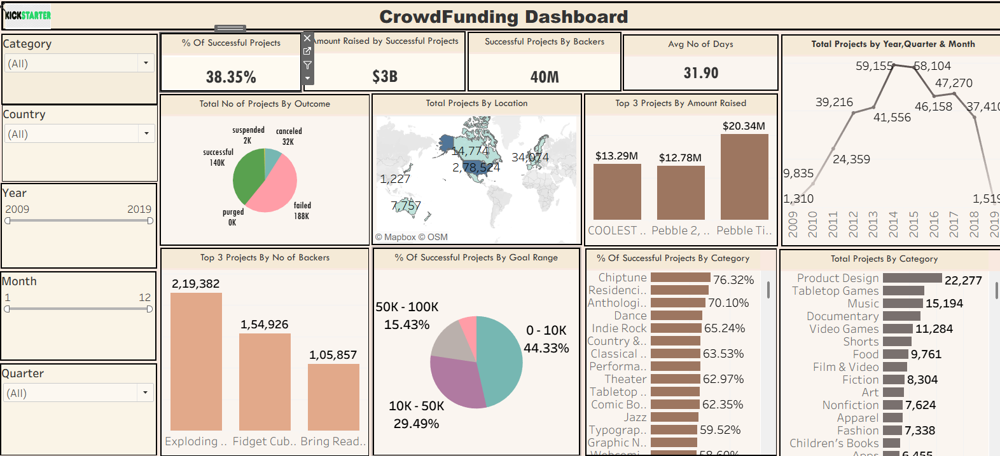 KICKSTARTER
CrowdFunding Dashboard
Category
(All)
Country
(All)
Year
2009 2019
Month
1 12
Quarter
(All)
% Of Successful Projects
38.35%
Amount Raised by Successful Projects
$3B
Successful Projects By Backers
40M
Avg No of Days
31.90
Total Projects by Year,Quarter & Month
59,155
58,104
47,270
39,216
46,158
37,410
41,556
24,359
9,835
1,310
1,519
2009
2010
2011
2012
2013
2014
2015
2016
2017
2018
2019
Total No of Projects By Outcome
suspended
2K
canceled
32K
successful
140K
purged
0K
failed
188K
Total Projects By Location
14,774
34,074
2,78,524
1,227
7,757
© Mapbox © OSM
Top 3 Projects By Amount Raised
$20.34M
$13.29M
$12.78M
COOLEST .. Pebble 2, .. Pebble Ti..
Top 3 Projects By No of Backers
2,19,382
1,54,926
1,05,857
Exploding .. Fidget Cub.. Bring Read..
% Of Successful Projects By Goal Range
50K - 100K
15.43%
0 - 10K
44.33%
10K - 50K
29.49%
% Of Successful Projects By Category
Chiptune 76.32%
Residenci..
Anthologi.. 70.10%
Dance
Indie Rock 65.24%
Country &..
Classical .. 63.53%
Performa..
Theater 62.97%
Tabletop ..
Comic Bo.. 62.35%
Jazz
Typograp.. 59.52%
Graphic N..
Webcomi.. 58.60%
Total Projects By Category
Product Design 22,277
Tabletop Games
Music 15,194
Documentary
Video Games 11,284
Shorts
Food 9,761
Film & Video
Fiction 8,304
Art
Nonfiction 7,624
Apparel
Fashion 7,338
Children's Books
Apps 6,455